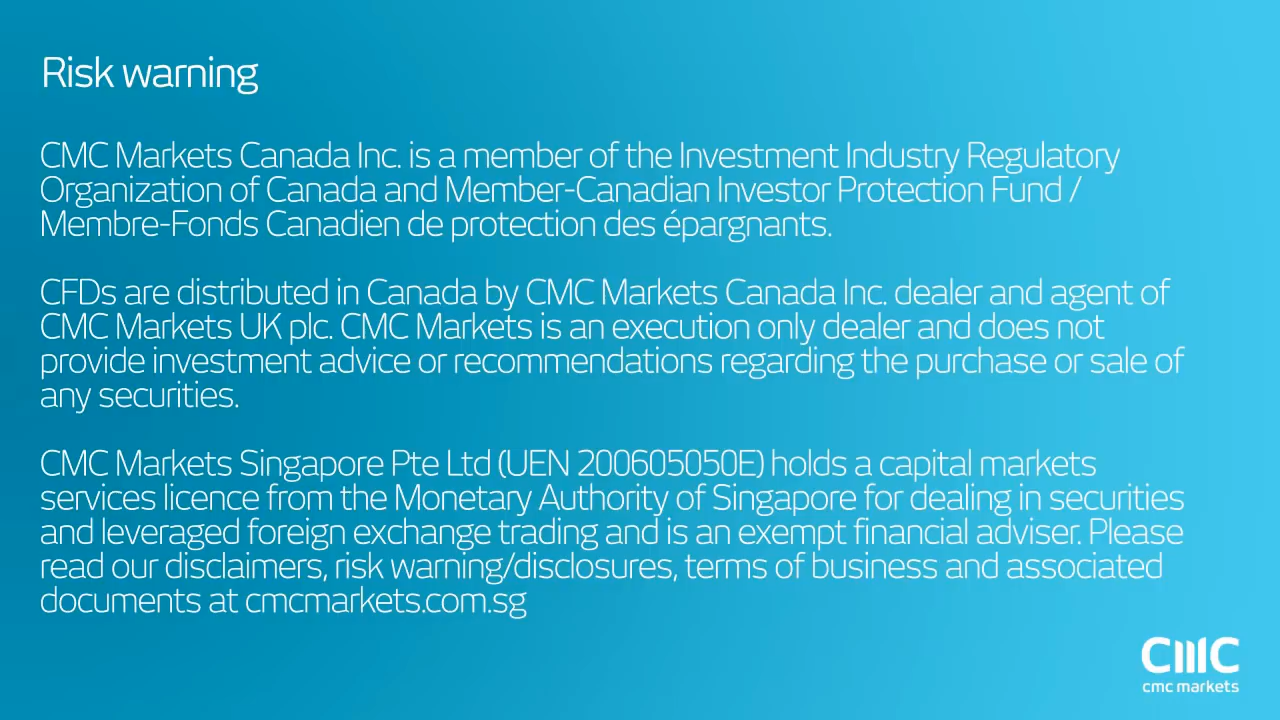 Risk warning
CMC Markets Canada Inc. is a member of the Investment Industry Regulatory
Organization of Canada and Member-Canadian Investor Protection Fund /
Membre-Fonds Canadien de protection des épargnants.
CFDs are distributed in Canada by CMC Markets Canada Inc. dealer and agent of
CMC Markets UK plc. CMC Markets is an execution only dealer and does not
provide investment advice or recommendations regarding the purchase or sale of
any securities.
CMC Markets Singapore Pte Ltd (UEN 200605050E) holds a capital markets
services licence from the Monetary Authority of Singapore for dealing in securities
and leveraged foreign exchange trading and is an exempt financial adviser. Please
read our disclaimers, risk warning/disclosures, terms of business and associated
documents at cmcmarkets.com.sg
CMC
cmc markets